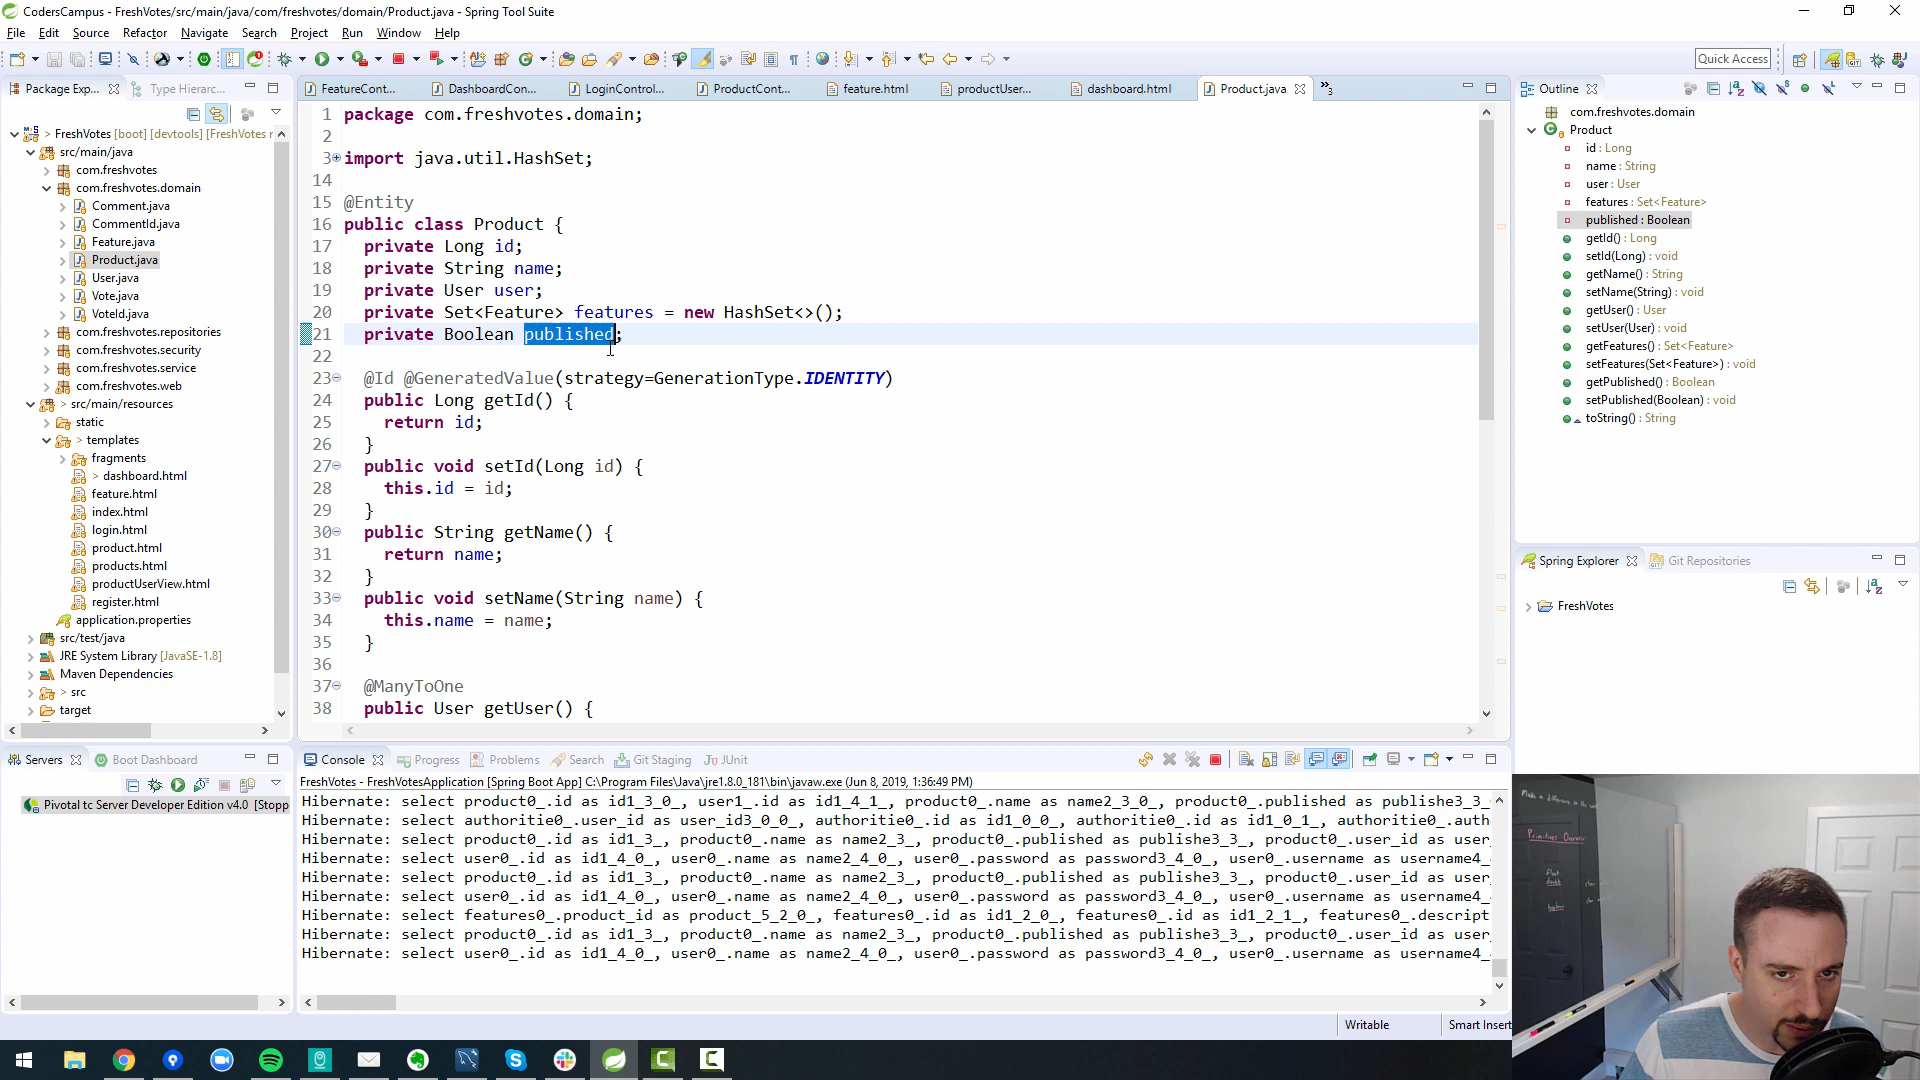 CodersCampus - FreshVotes/src/main/java/com/freshvotes/domain/Product.java - Spring Tool Suite
File Edit Source Refactor Navigate Search Project Run Window Help
Quick Access
Package Exp... Type Hierarc...
FeatureCont... DashboardCon... LoginControl... ProductCont... feature.html productUser... dashboard.html Product.java
Outline
FreshVotes [boot] [devtools] [FreshVotes r
src/main/java
com.freshvotes
com.freshvotes.domain
Comment.java
CommentId.java
Feature.java
Product.java
User.java
Vote.java
VoteId.java
com.freshvotes.repositories
com.freshvotes.security
com.freshvotes.service
com.freshvotes.web
> src/main/resources
static
> templates
fragments
> dashboard.html
feature.html
index.html
login.html
product.html
products.html
productUserView.html
register.html
application.properties
src/test/java
JRE System Library [JavaSE-1.8]
Maven Dependencies
> src
target
1 package com.freshvotes.domain;
2
3 import java.util.HashSet;
14
15 @Entity
16 public class Product {
17 private Long id;
18 private String name;
19 private User user;
20 private Set<Feature> features = new HashSet<>();
21 private Boolean published;
22
23 @Id @GeneratedValue(strategy=GenerationType.IDENTITY)
24 public Long getId() {
25 return id;
26 }
27 public void setId(Long id) {
28 this.id = id;
29 }
30 public String getName() {
31 return name;
32 }
33 public void setName(String name) {
34 this.name = name;
35 }
36
37 @ManyToOne
38 public User getUser() {
com.freshvotes.domain
Product
id : Long
name : String
user : User
features : Set<Feature>
published : Boolean
getId() : Long
setId(Long) : void
getName() : String
setName(String) : void
getUser() : User
setUser(User) : void
getFeatures() : Set<Feature>
setFeatures(Set<Feature>) : void
getPublished() : Boolean
setPublished(Boolean) : void
toString() : String
Spring Explorer Git Repositories
FreshVotes
Servers Boot Dashboard
Pivotal tc Server Developer Edition v4.0 [Stopp
Console Progress Problems Search Git Staging JUnit
FreshVotes - FreshVotesApplication [Spring Boot App] C:\Program Files\Java\jre1.8.0_181\bin\javaw.exe (Jun 8, 2019, 1:36:49 PM)
Hibernate: select product0_.id as id1_3_0_, user1_.id as id1_4_1_, product0_.name as name2_3_0_, product0_.published as publishe3_3_
Hibernate: select authoritie0_.user_id as user_id3_0_0_, authoritie0_.id as id1_0_0_, authoritie0_.id as id1_0_1_, authoritie0_.auth
Hibernate: select product0_.id as id1_3_, product0_.name as name2_3_, product0_.published as publishe3_3_, product0_.user_id as user_
Hibernate: select user0_.id as id1_4_0_, user0_.name as name2_4_0_, user0_.password as password3_4_0_, user0_.username as username4_
Hibernate: select product0_.id as id1_3_, product0_.name as name2_3_, product0_.published as publishe3_3_, product0_.user_id as user_
Hibernate: select user0_.id as id1_4_0_, user0_.name as name2_4_0_, user0_.password as password3_4_0_, user0_.username as username4_
Hibernate: select features0_.product_id as product_5_2_0_, features0_.id as id1_2_0_, features0_.id as id1_2_1_, features0_.descript
Hibernate: select product0_.id as id1_3_, product0_.name as name2_3_, product0_.published as publishe3_3_, product0_.user_id as user_
Hibernate: select user0_.id as id1_4_0_, user0_.name as name2_4_0_, user0_.password as password3_4_0_, user0_.username as username4_
Writable Smart Insert
Primitives Overview
float
double